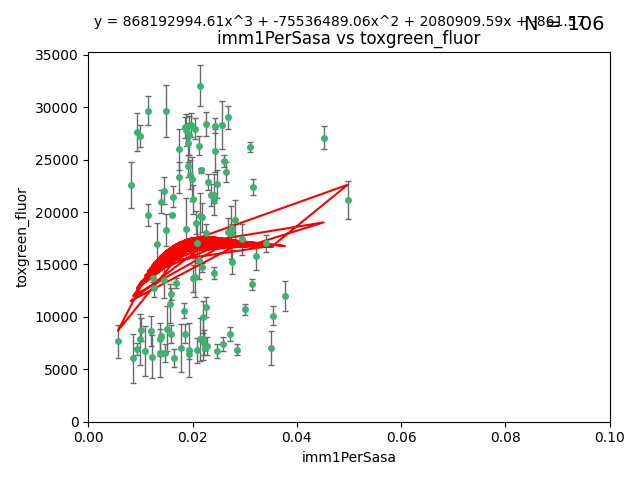 y = 868192994.61x^3 + -75536489.06x^2 + 2080909.59x + -861.57
N = 106
imm1PerSasa vs toxgreen_fluor
35000
30000
25000
20000
15000
10000
5000
0
toxgreen_fluor
0.00 0.02 0.04 0.06 0.08 0.10
imm1PerSasa